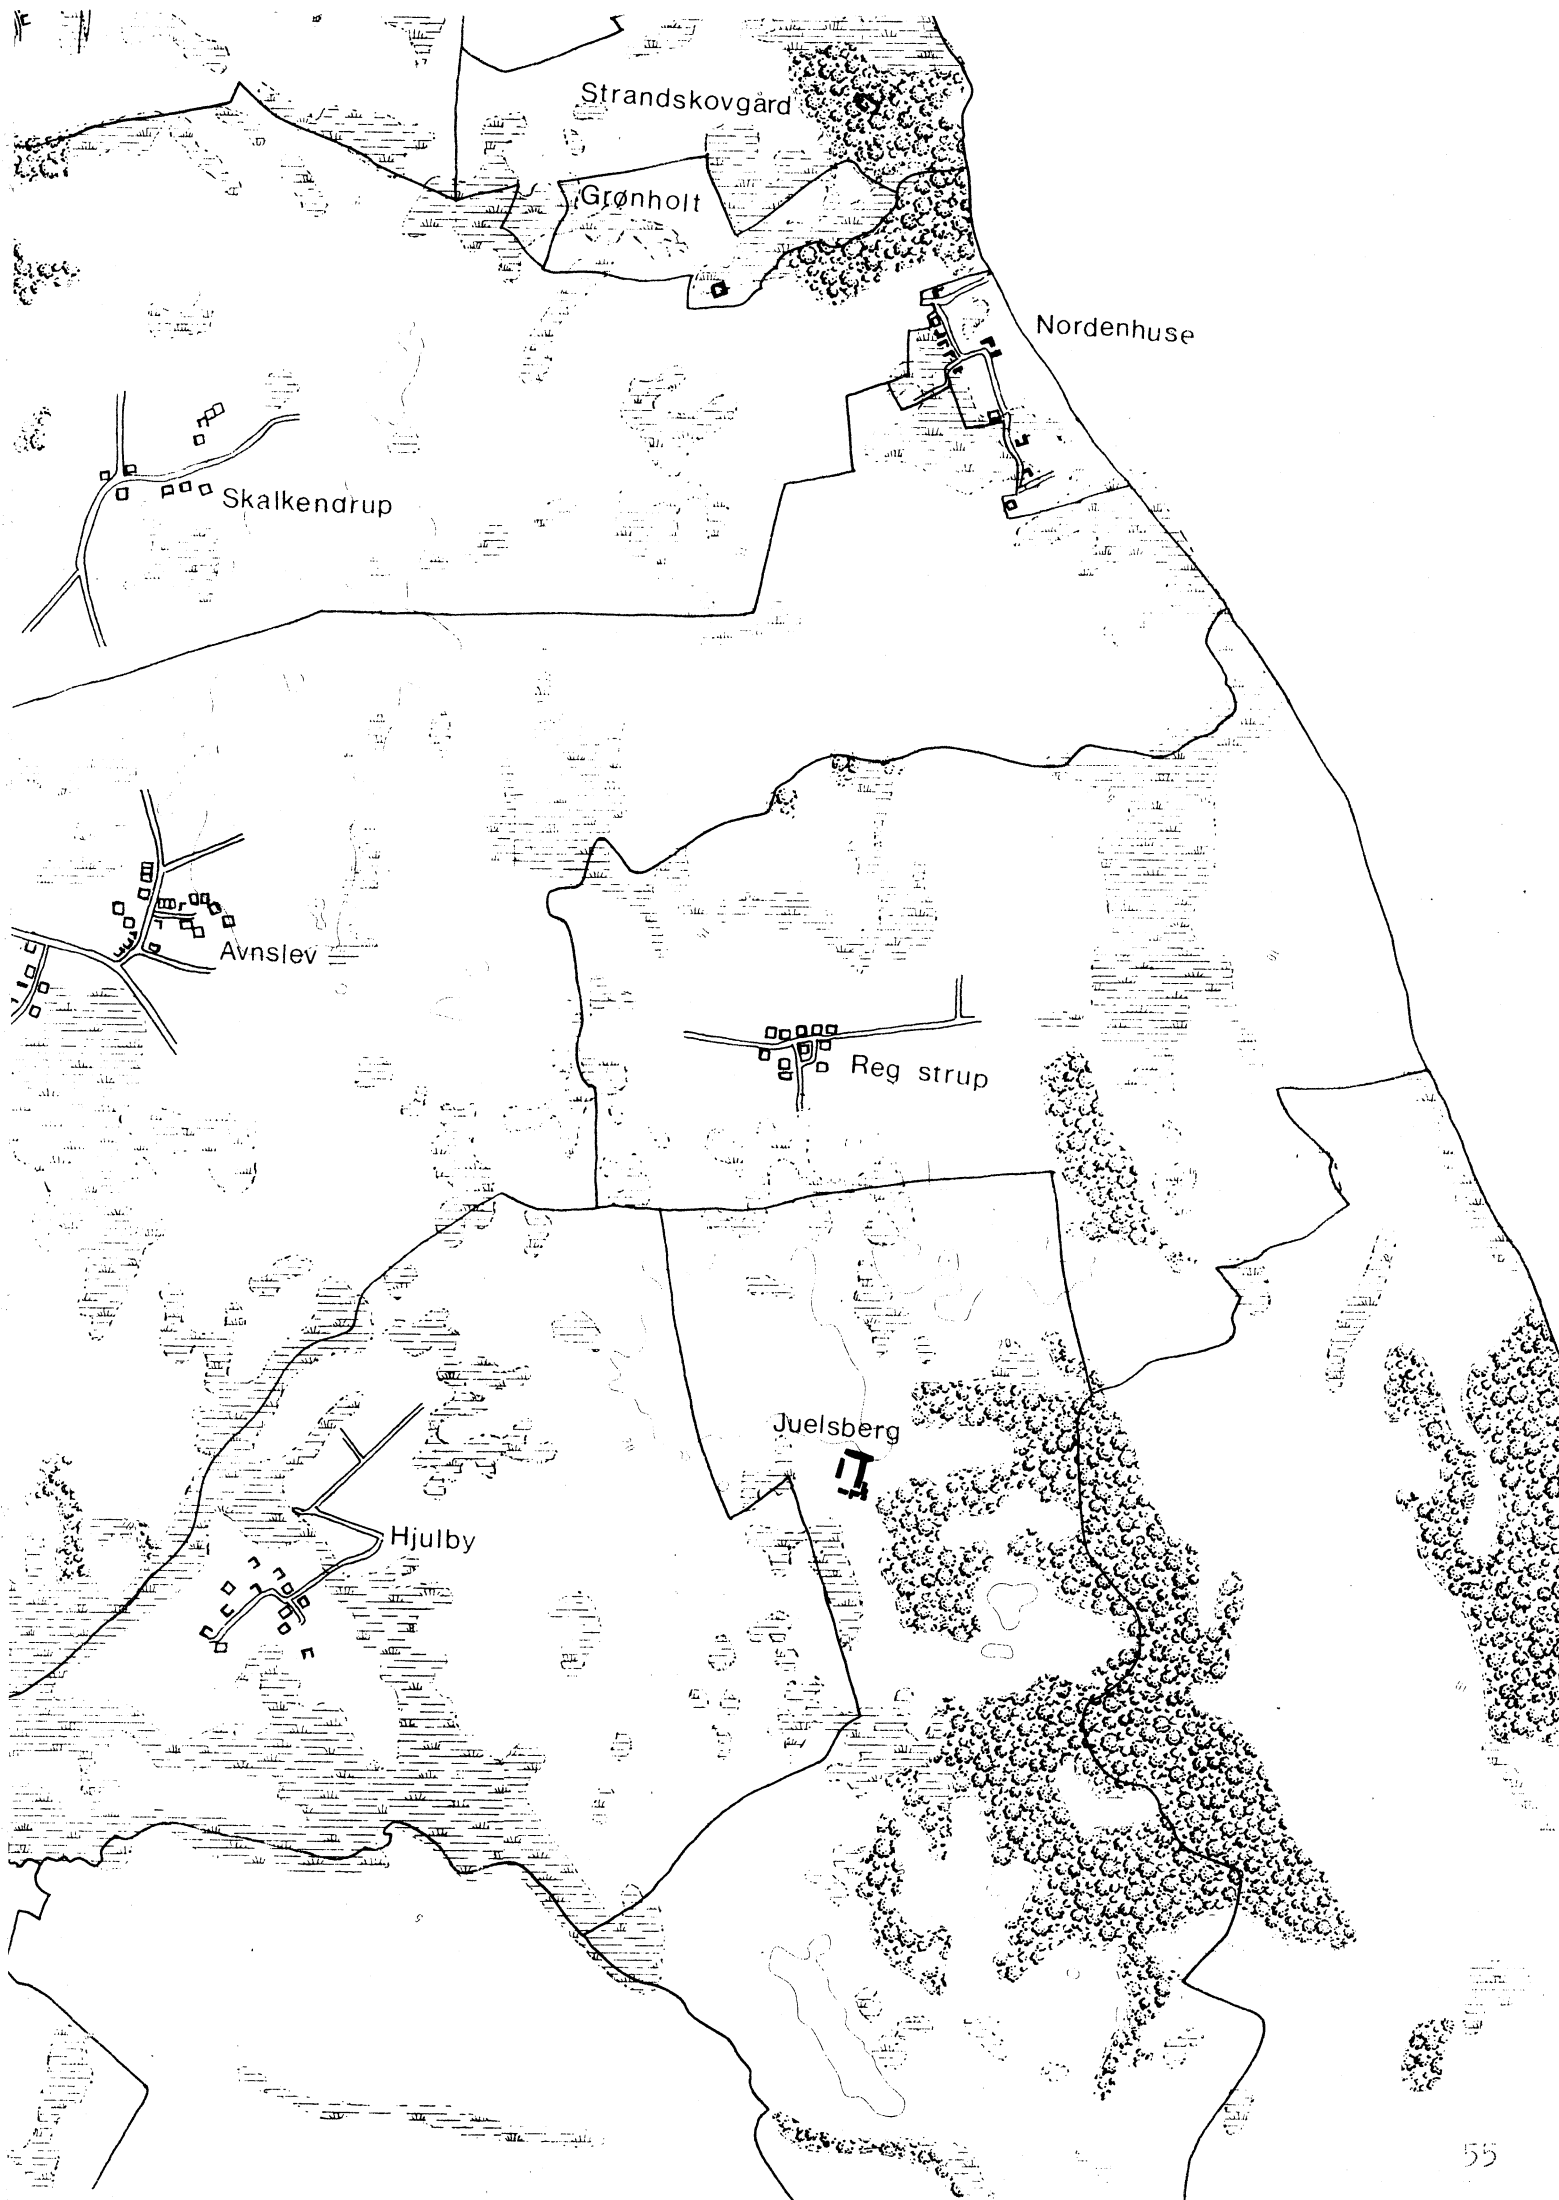 Strandskovgård
Grønholt
Nordenhuse
Skalkendrup
Avnslev
Reg strup
Juelsberg
Hjulby
55